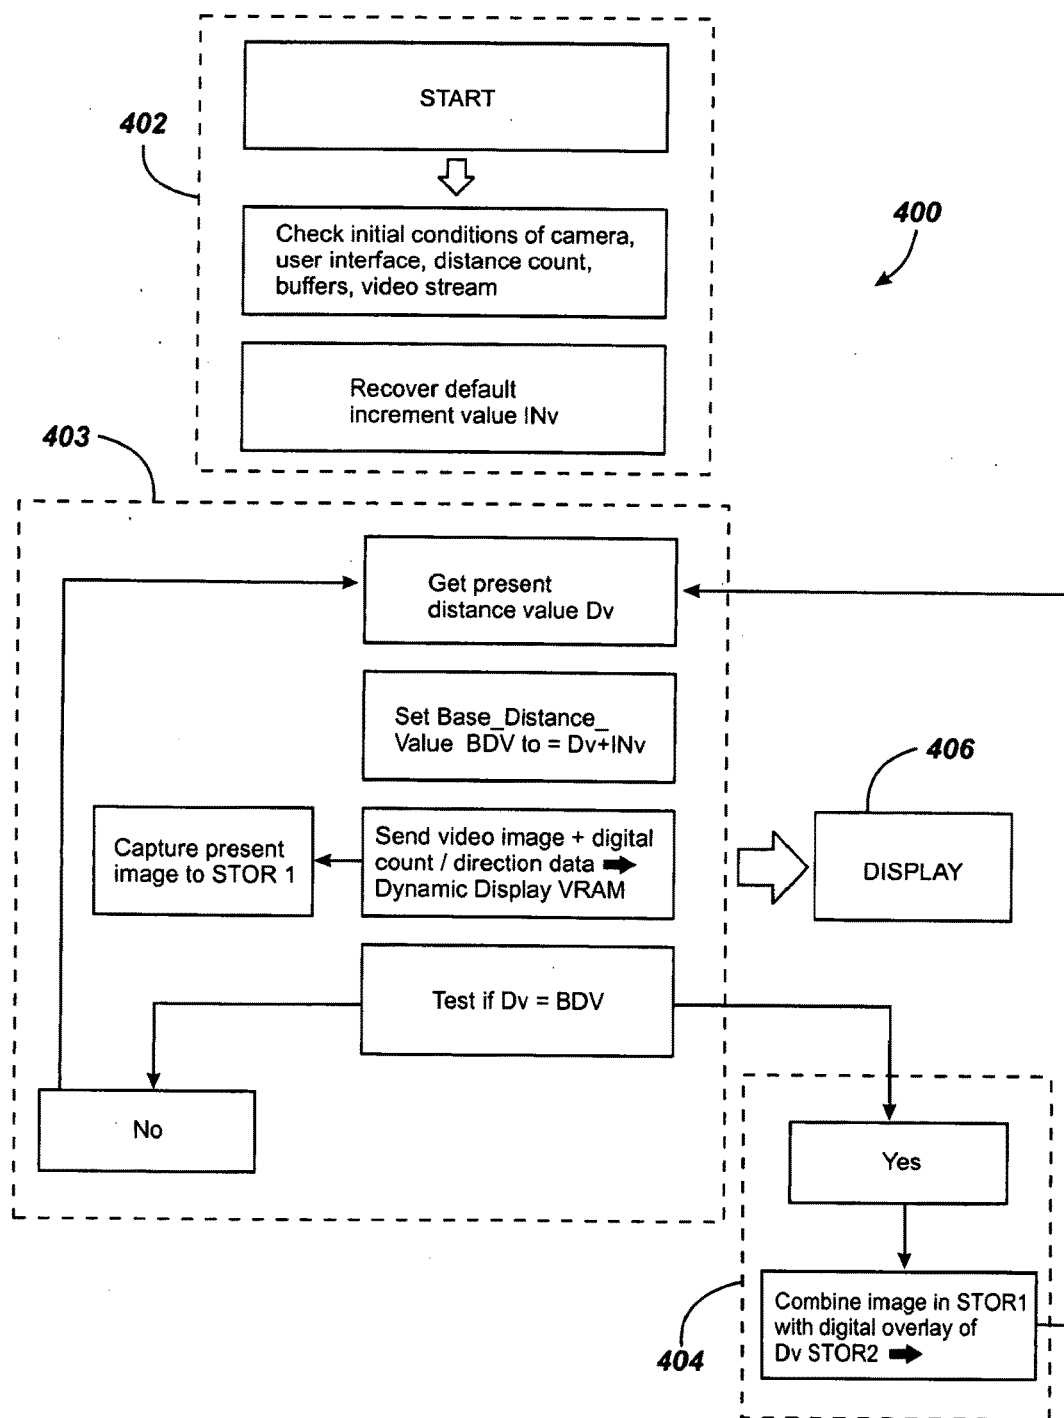 START
402
Check initial conditions of camera,
user interface, distance count,
buffers, video stream
400
Recover default
increment value INv
403
Get present
distance value Dv
Set Base_Distance_
Value BDV to = Dv+INv
406
Capture present
image to STOR 1
Send video image + digital
count / direction data ➡
Dynamic Display VRAM
DISPLAY
Test if Dv = BDV
No
Yes
Combine image in STOR1
with digital overlay of
Dv STOR2 ➡
404